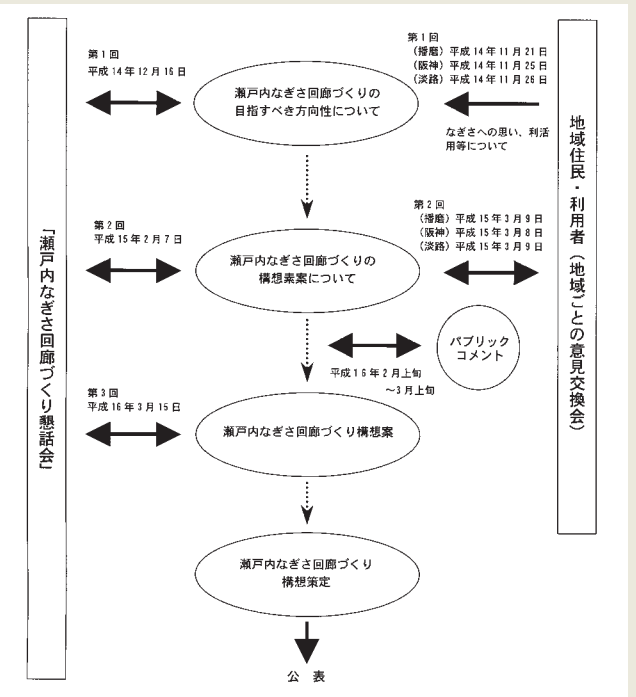 「瀬戸内なぎさ回廊づくり懇話会」
第1回
平成14年12月16日
瀬戸内なぎさ回廊づくりの
目指すべき方向性について
第1回
(播磨) 平成14年11月21日
(阪神) 平成14年11月25日
(淡路) 平成14年11月26日
なぎさへの思い、利活
用等について
地域住民・利用者（地域ごとの意見交換会）
第2回
平成15年2月7日
瀬戸内なぎさ回廊づくりの
構想素案について
第2回
(播磨) 平成15年3月9日
(阪神) 平成15年3月8日
(淡路) 平成15年3月9日
パブリック
コメント
平成16年2月上旬
～3月上旬
第3回
平成16年3月15日
瀬戸内なぎさ回廊づくり構想案
瀬戸内なぎさ回廊づくり
構想策定
公 表